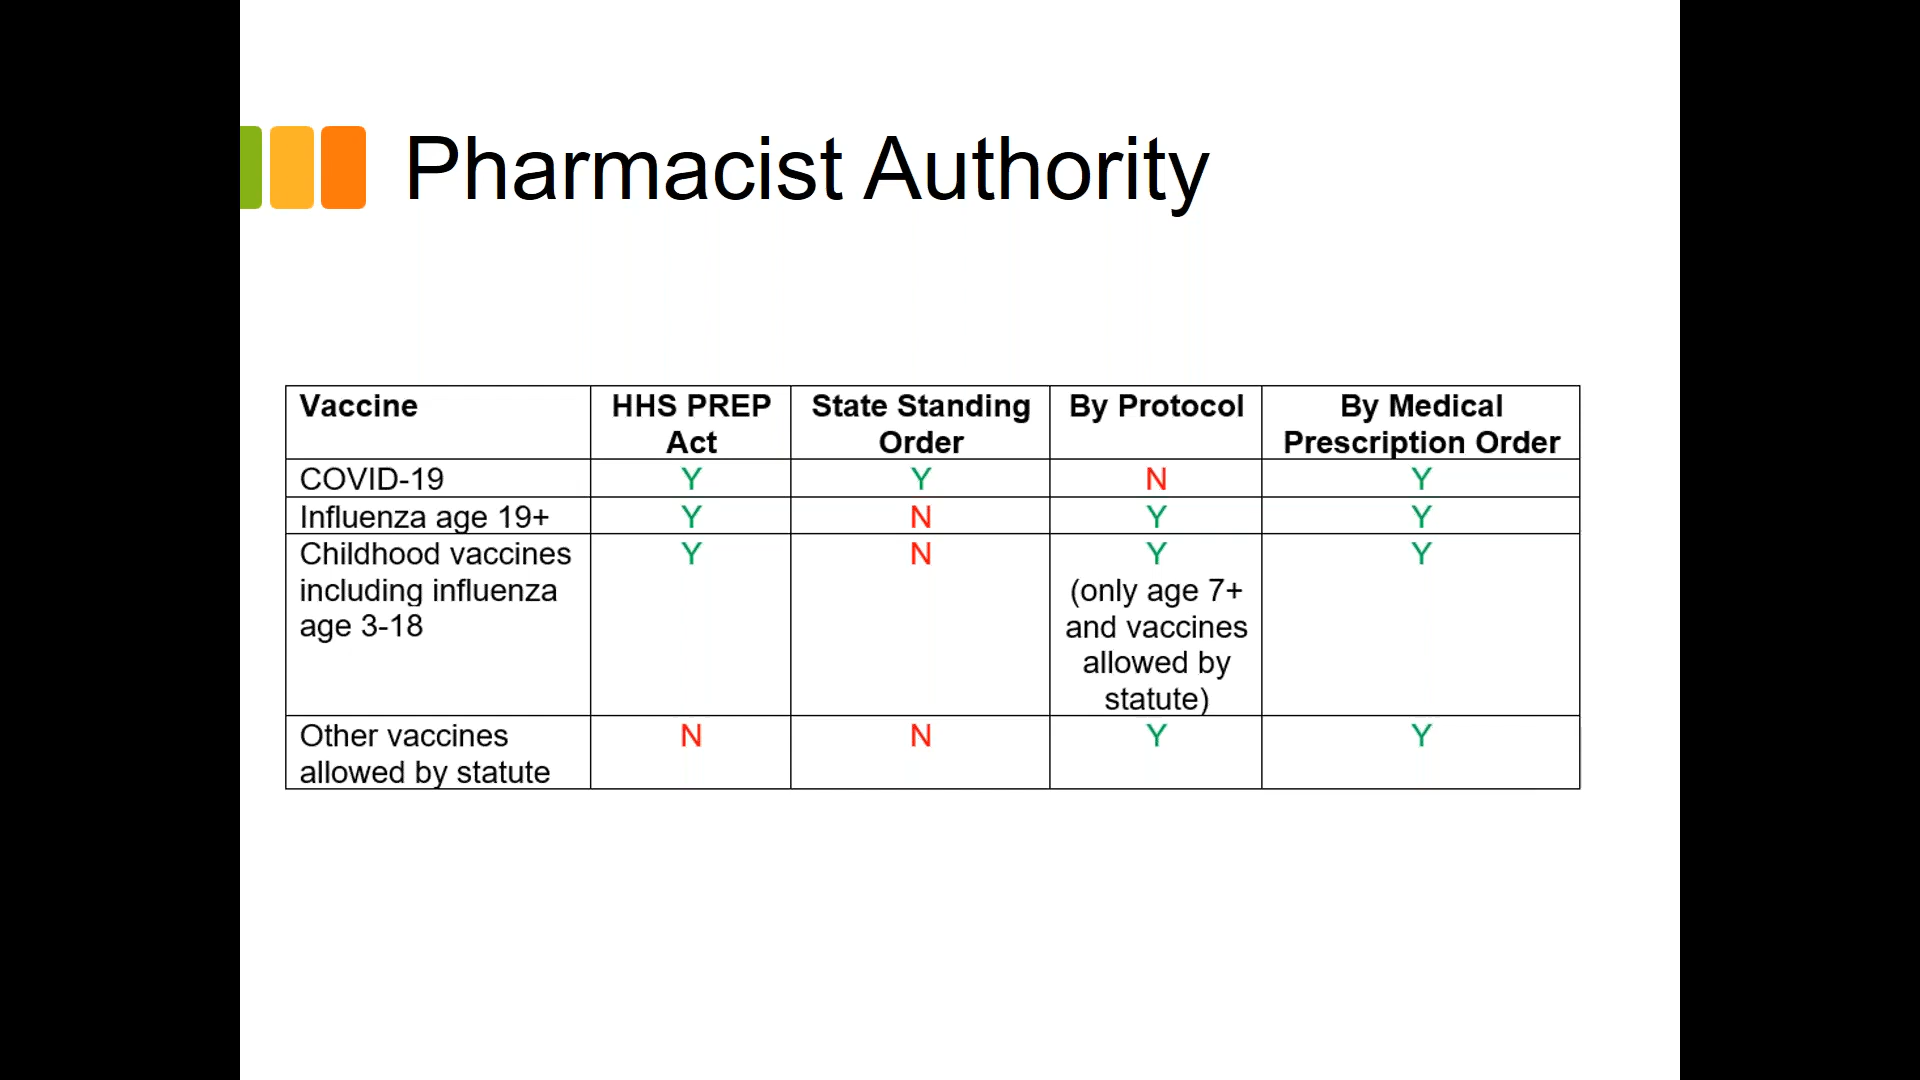 Pharmacist Authority
Vaccine
HHS PREP
Act
State Standing
Order
By Protocol
By Medical
Prescription Order
COVID-19
Y
Y
N
Y
Influenza age 19+
Y
N
Y
Y
Childhood vaccines
including influenza
age 3-18
Y
N
Y
(only age 7+
and vaccines
allowed by
statute)
Y
Other vaccines
allowed by statute
N
N
Y
Y